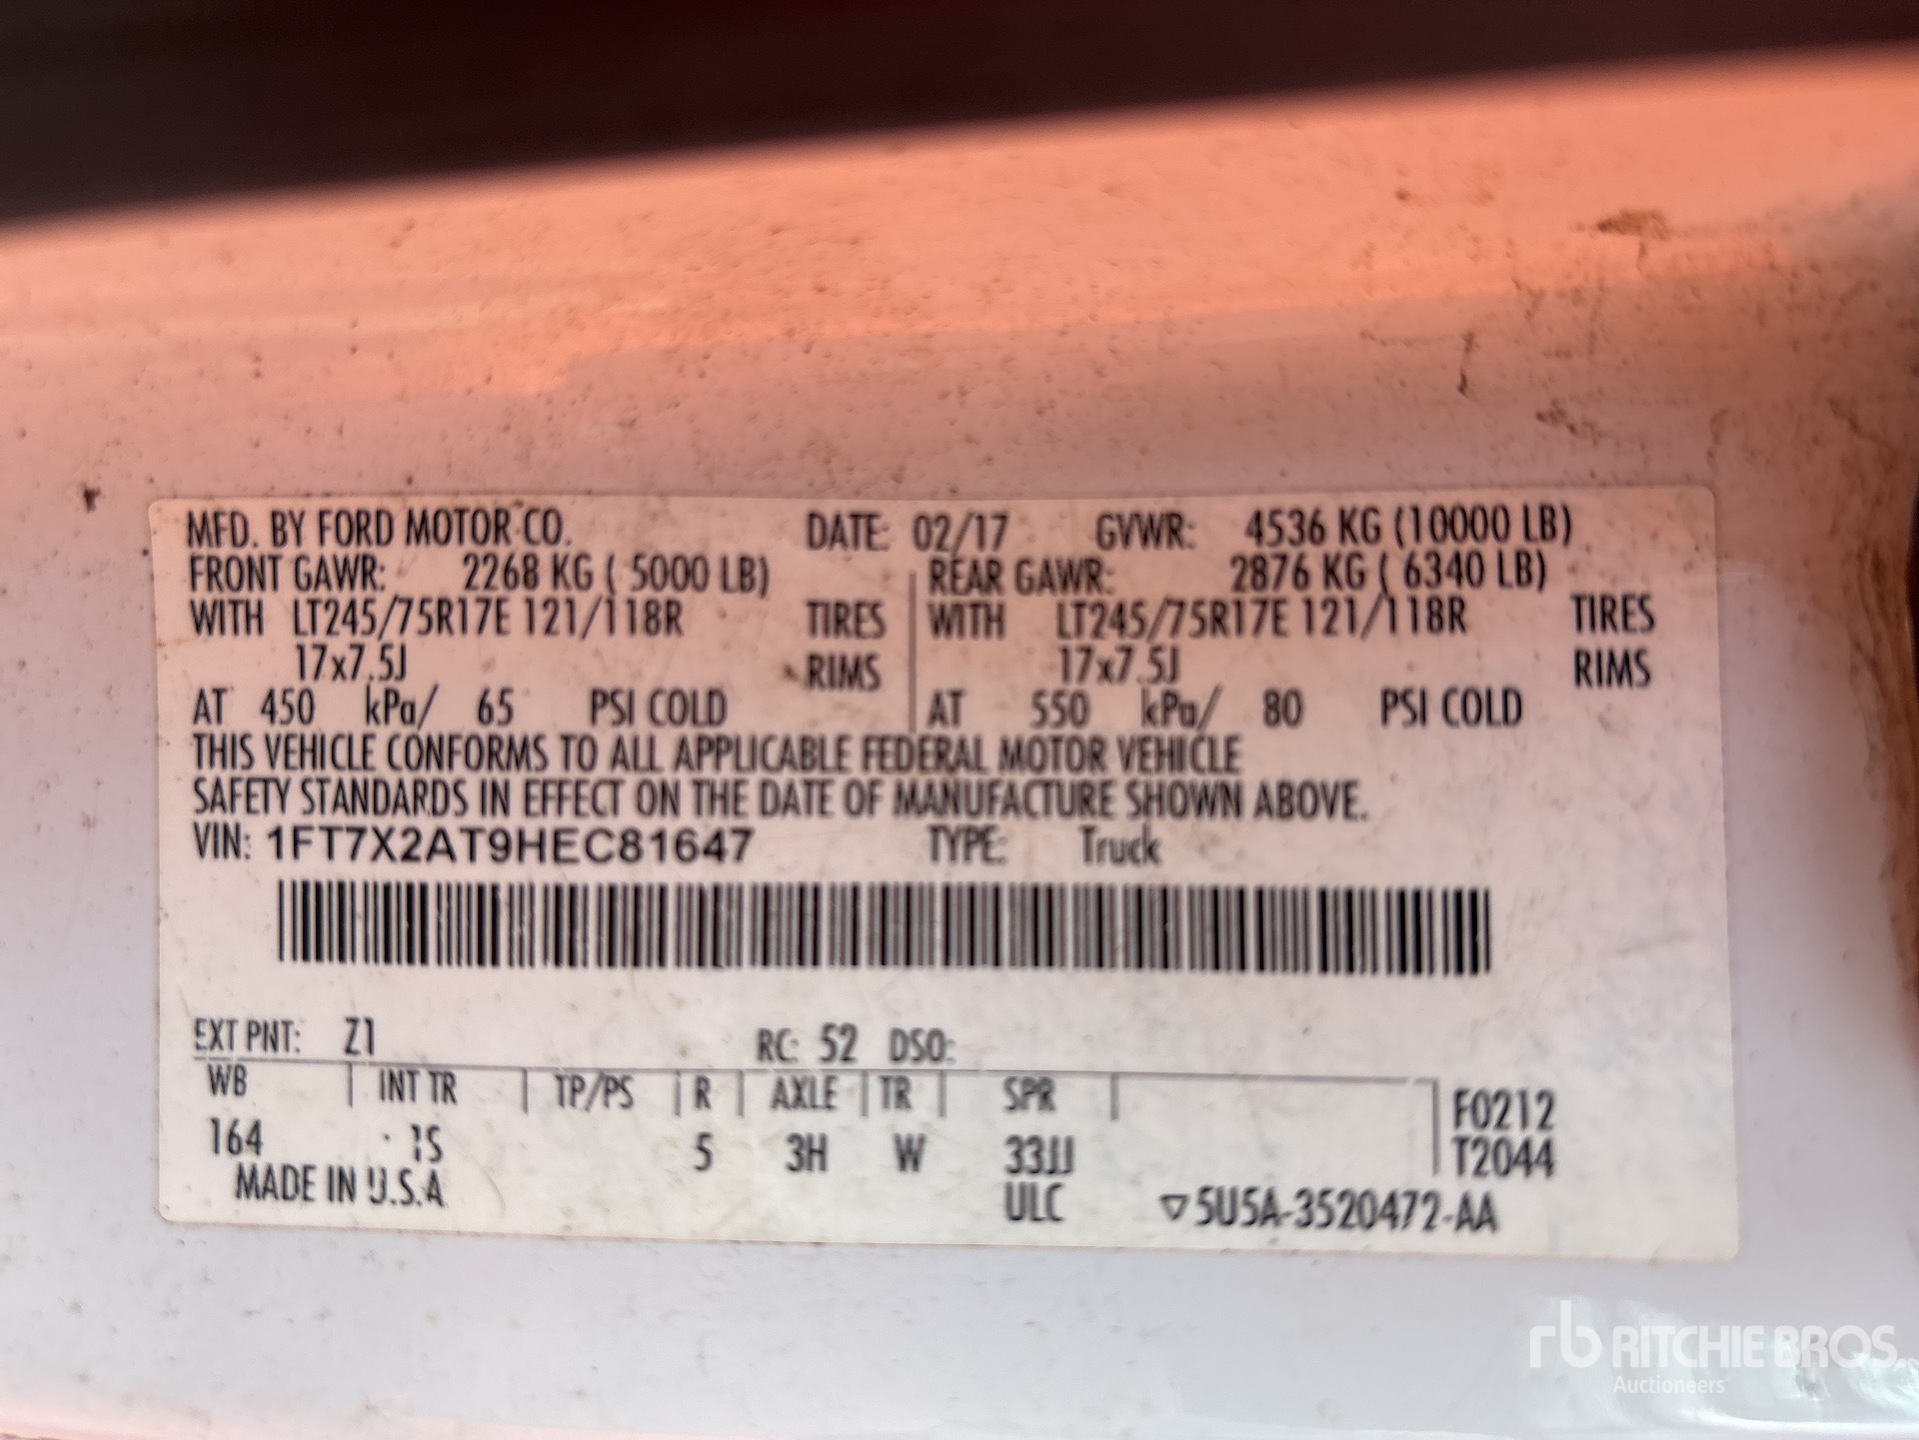 MFD. BY FORD MOTOR CO. DATE: 02/17 GVWR: 4536 KG (10000 LB)
FRONT GAWR: 2268 KG ( 5000 LB) REAR GAWR: 2876 KG ( 6340 LB)
WITH LT245/75R17E 121/118R TIRES WITH LT245/75R17E 121/118R TIRES
17x7.5J RIMS 17x7.5J RIMS
AT 450 kPa/ 65 PSI COLD AT 550 kPa/ 80 PSI COLD
THIS VEHICLE CONFORMS TO ALL APPLICABLE FEDERAL MOTOR VEHICLE
SAFETY STANDARDS IN EFFECT ON THE DATE OF MANUFACTURE SHOWN ABOVE.
VIN: 1FT7X2AT9HEC81647 TYPE: Truck
EXT PNT: Z1 RC: 52 DSO:
WB INT TR TP/PS R AXLE TR SPR F0212
164 5 3H W 33JJ T2044
MADE IN U.S.A ULC ▽5U5A-3520472-AA
rb RITCHIE BROS.
Auctioneers